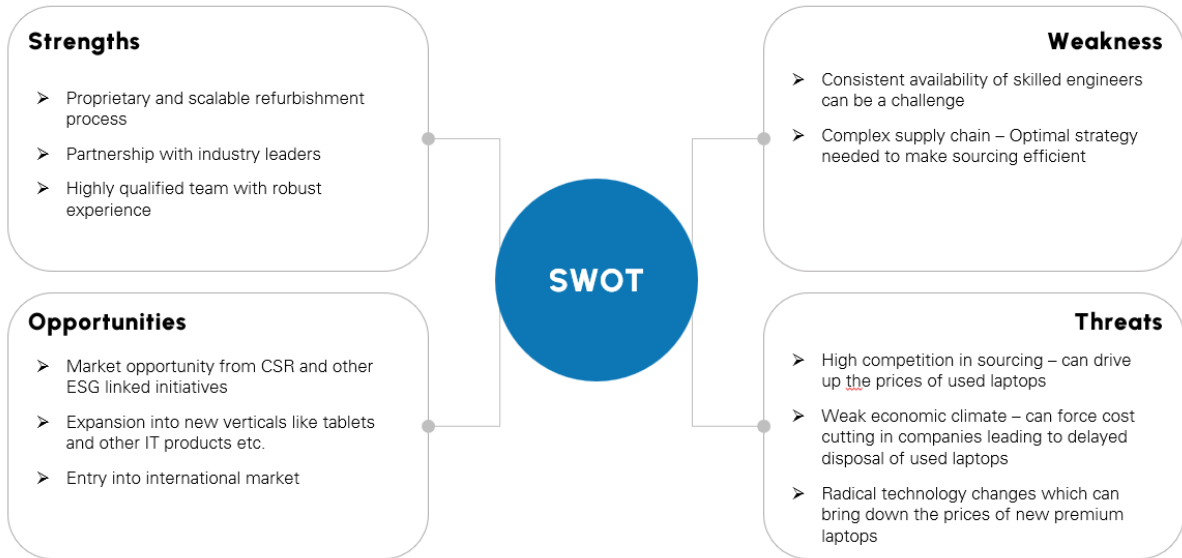 Strengths
➢ Proprietary and scalable refurbishment
process
➢ Partnership with industry leaders
➢ Highly qualified team with robust
experience
Weakness
➢ Consistent availability of skilled engineers
can be a challenge
➢ Complex supply chain – Optimal strategy
needed to make sourcing efficient
SWOT
Opportunities
➢ Market opportunity from CSR and other
ESG linked initiatives
➢ Expansion into new verticals like tablets
and other IT products etc.
➢ Entry into international market
Threats
➢ High competition in sourcing – can drive
up the prices of used laptops
➢ Weak economic climate – can force cost
cutting in companies leading to delayed
disposal of used laptops
➢ Radical technology changes which can
bring down the prices of new premium
laptops